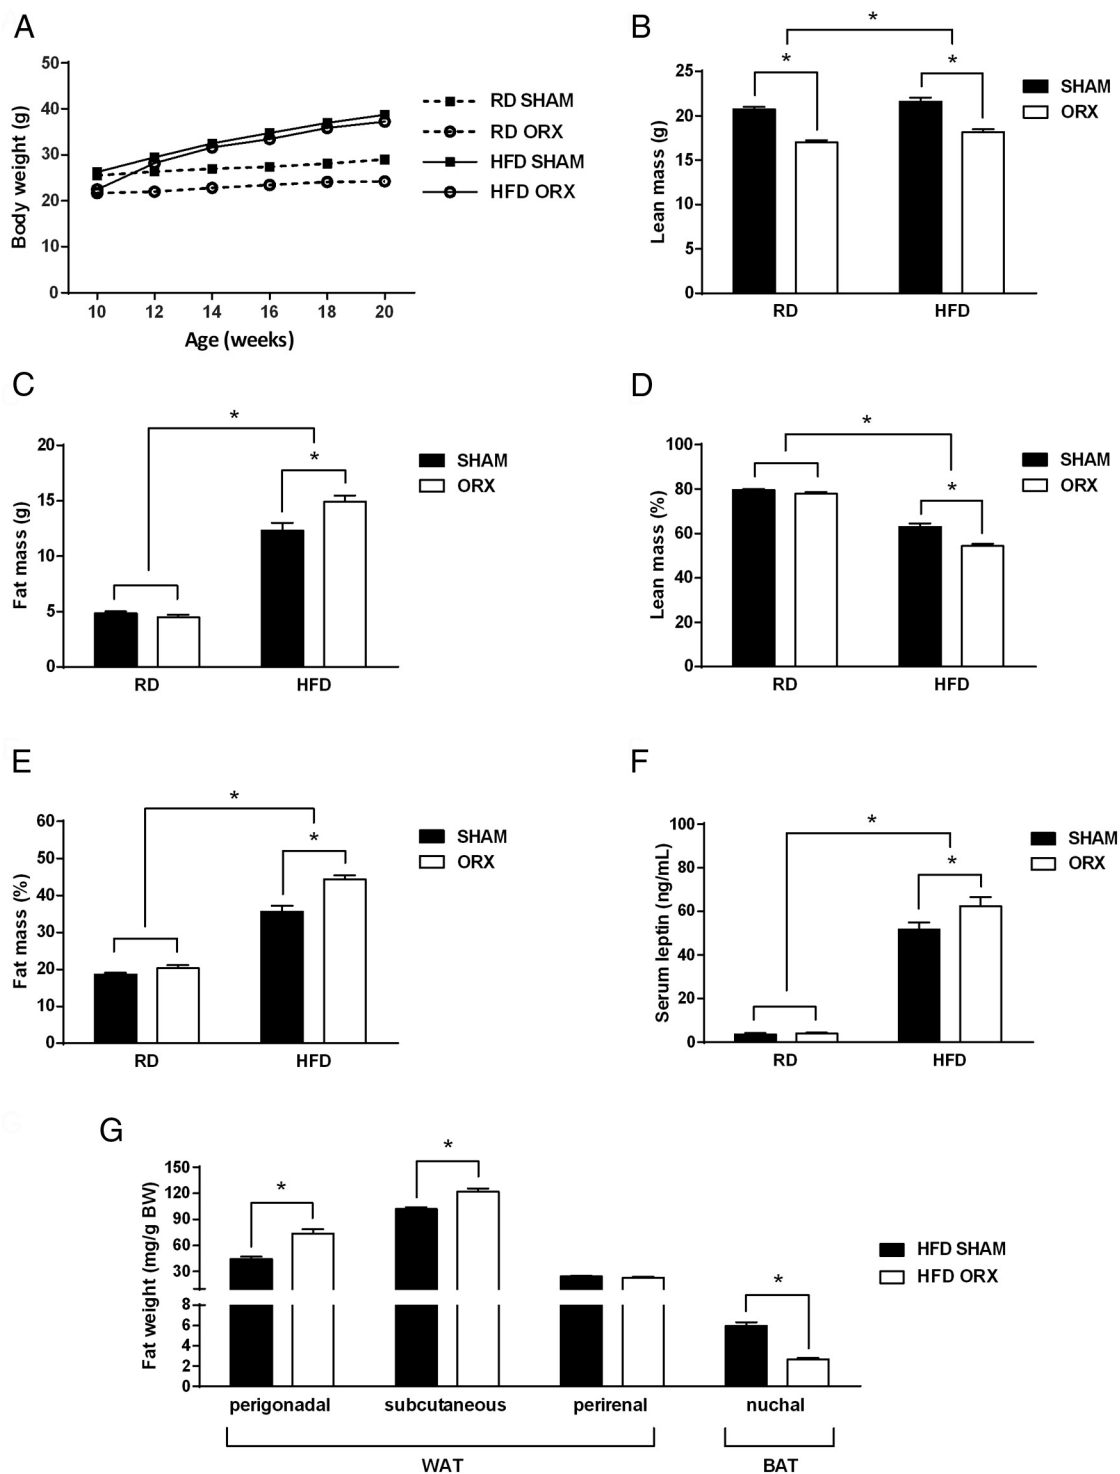 A
50
40
30
20
10
0
Body weight (g)
10 12 14 16 18 20
Age (weeks)
RD SHAM
RD ORX
HFD SHAM
HFD ORX
B
*
* *
25
20
15
10
5
0
Lean mass (g)
RD HFD
SHAM
ORX
C
*
*
20
15
10
5
0
Fat mass (g)
RD HFD
SHAM
ORX
D
*
*
100
80
60
40
20
0
Lean mass (%)
RD HFD
SHAM
ORX
E
*
*
60
50
40
30
20
10
0
Fat mass (%)
RD HFD
SHAM
ORX
F
*
*
100
80
60
40
20
0
Serum leptin (ng/mL)
RD HFD
SHAM
ORX
G
* * *
150
120
90
60
30
8
6
4
2
0
Fat weight (mg/g BW)
perigonadal subcutaneous perirenal nuchal
WAT BAT
HFD SHAM
HFD ORX